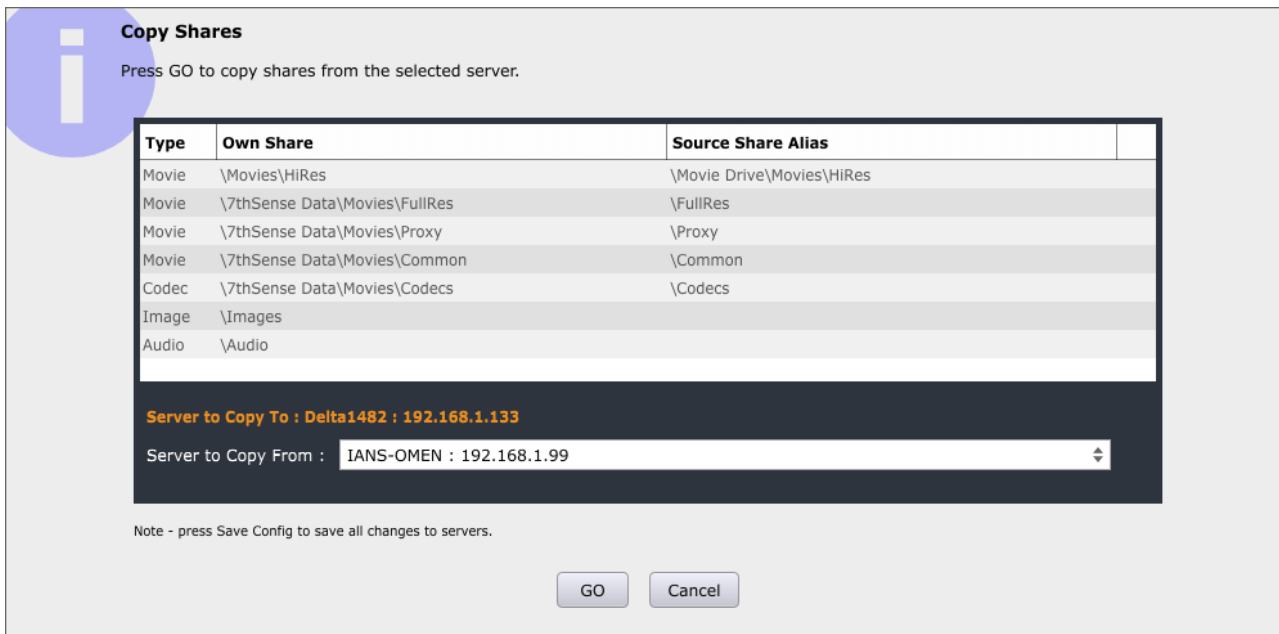 Copy Shares
Press GO to copy shares from the selected server.
Type Own Share Source Share Alias
Movie \Movies\HiRes \Movie Drive\Movies\HiRes
Movie \7thSense Data\Movies\FullRes \FullRes
Movie \7thSense Data\Movies\Proxy \Proxy
Movie \7thSense Data\Movies\Common \Common
Codec \7thSense Data\Movies\Codecs \Codecs
Image \Images
Audio \Audio
Server to Copy To : Delta1482 : 192.168.1.133
Server to Copy From : IANS-OMEN : 192.168.1.99
Note - press Save Config to save all changes to servers.
GO Cancel